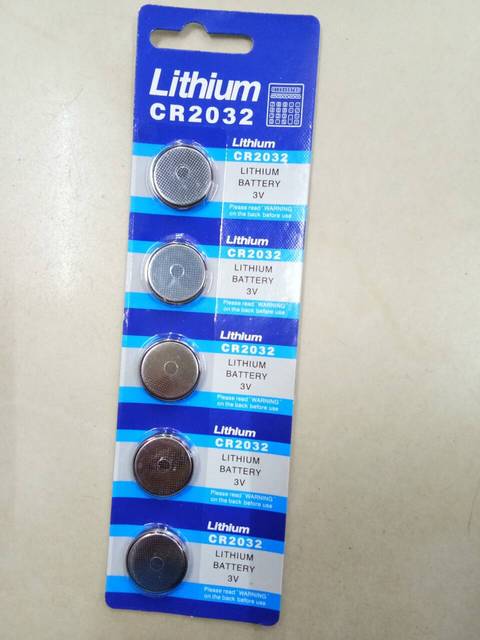 Lithium
CR2032
Lithium
CR2032
LITHIUM
BATTERY
3V
Please read "WARNING"
on the back before use
Lithium
CR2032
LITHIUM
BATTERY
3V
Please read "WARNING"
on the back before use
Lithium
CR2032
LITHIUM
BATTERY
3V
Please read "WARNING"
on the back before use
Lithium
CR2032
LITHIUM
BATTERY
3V
Please read "WARNING"
on the back before use
Lithium
CR2032
LITHIUM
BATTERY
3V
Please read "WARNING"
on the back before use